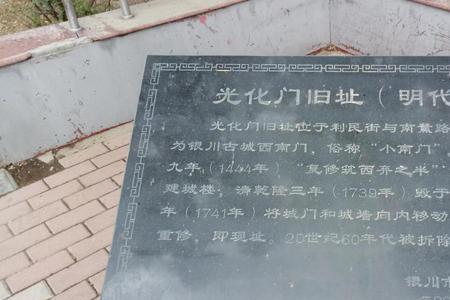 光化门旧址（明代
光化门旧址位于利民街与南薰路
为银川古城西南门，俗称“小南门”
九年（1444年）“复修筑西弃之半”
建城楼；清乾隆三年（1739年）毁于
年（1741年）将城门和城墙向内移动
重修，即现址。20世纪60年代被拆除
银川市